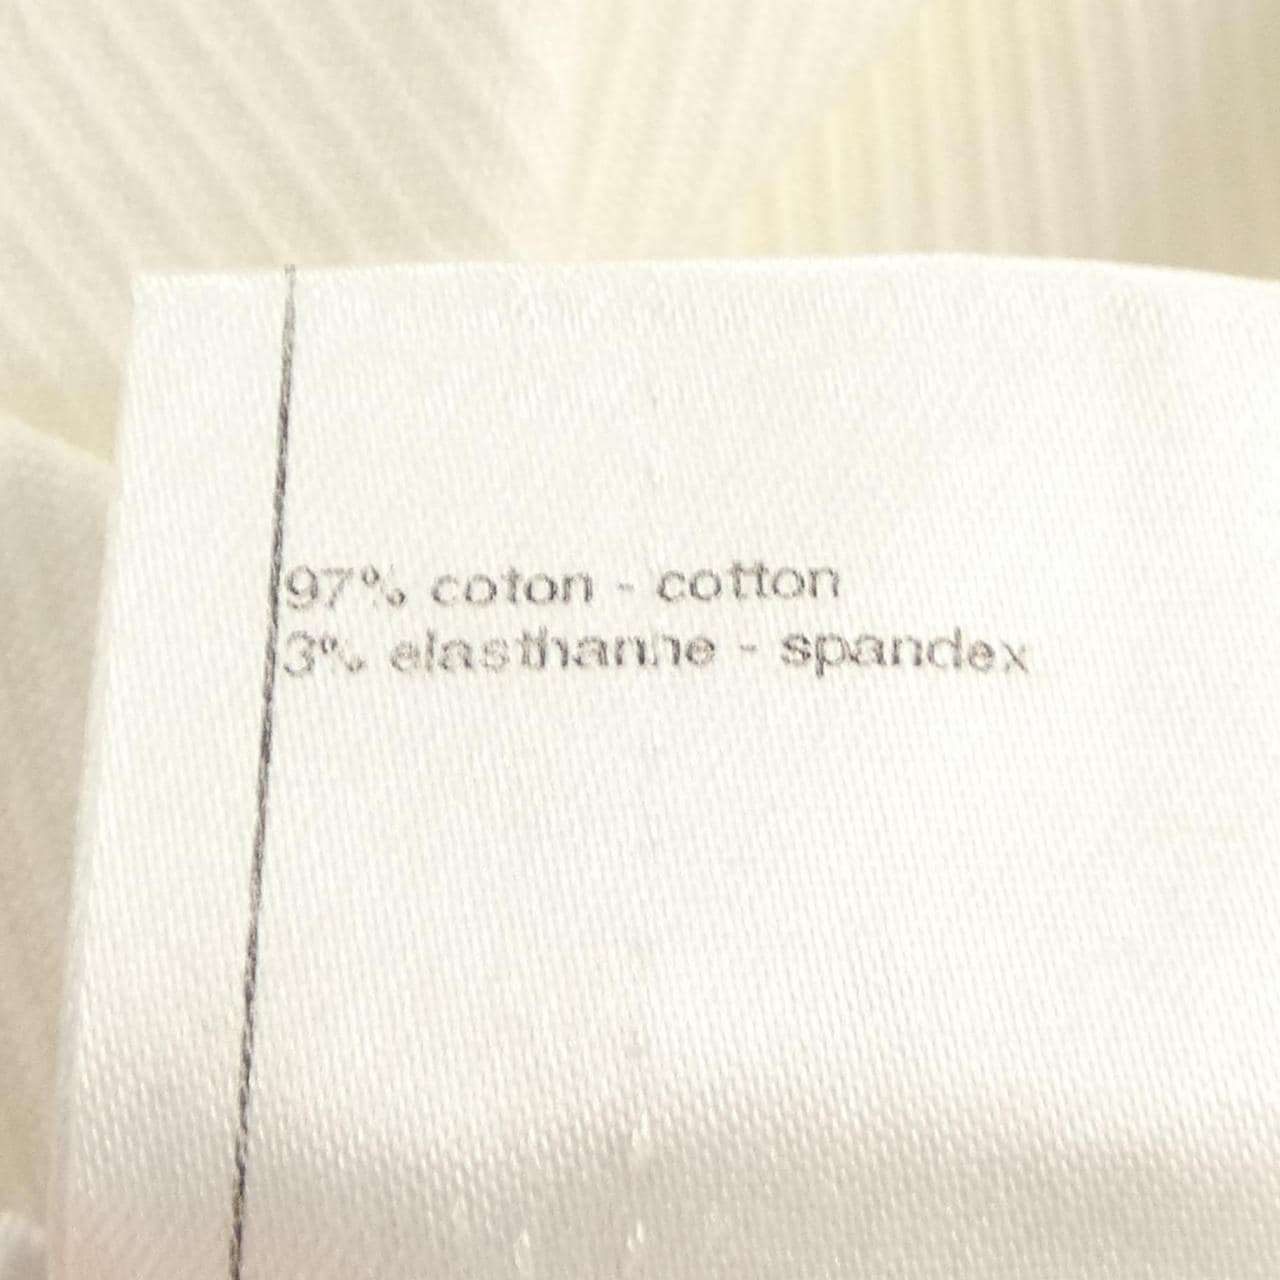 97% coton - cotton
3% elasthanne - spandex